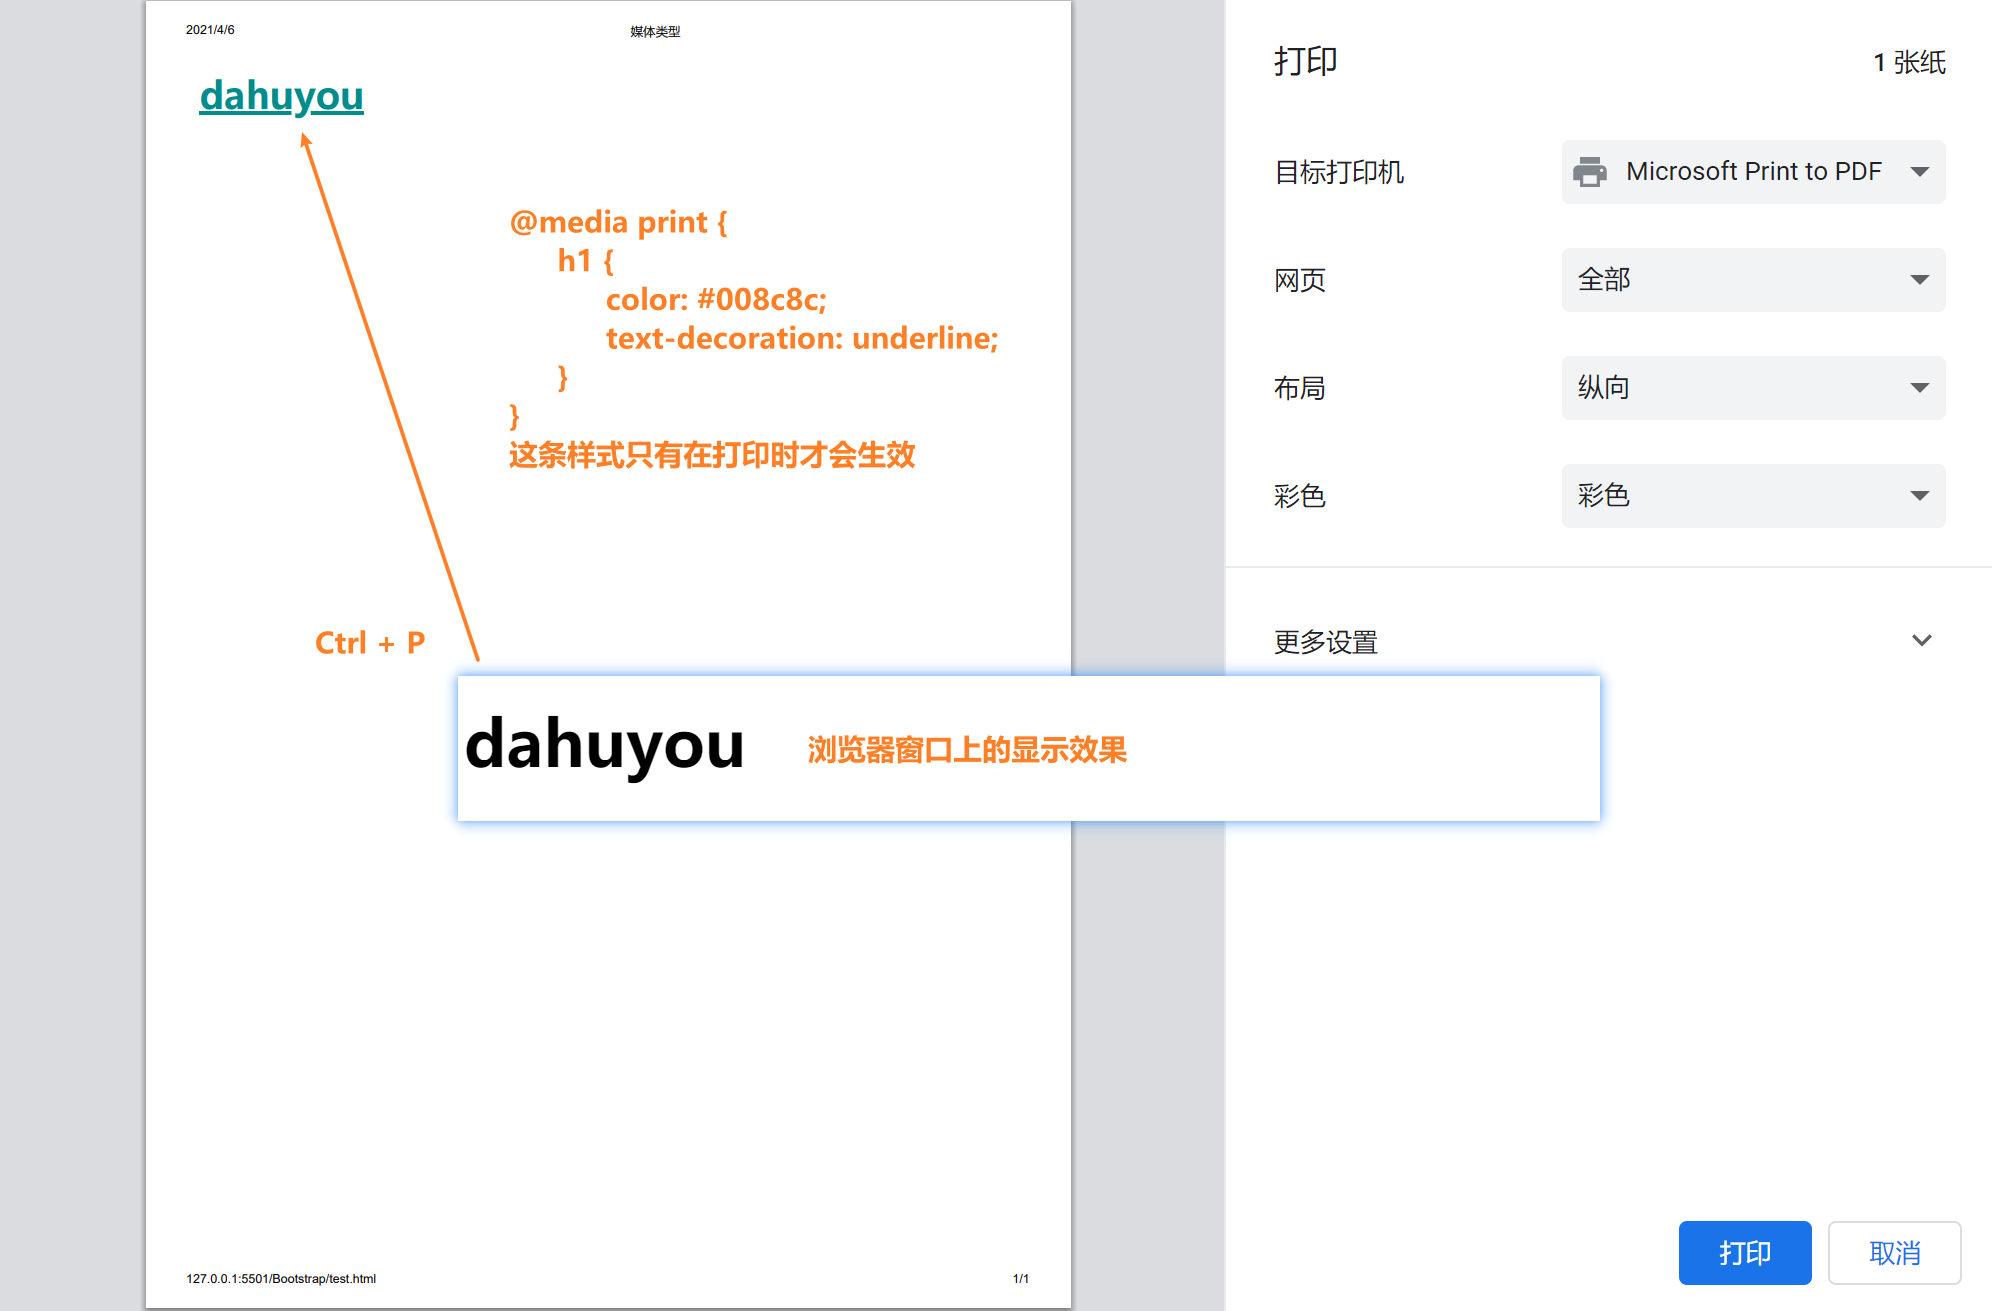 2021/4/6
媒体类型
dahuyou
@media print {
h1 {
color: #008c8c;
text-decoration: underline;
}
}
这条样式只有在打印时才会生效
Ctrl + P
dahuyou
浏览器窗口上的显示效果
127.0.0.1:5501/Bootstrap/test.html
1/1
打印
1 张纸
目标打印机
Microsoft Print to PDF
网页
全部
布局
纵向
彩色
彩色
更多设置
打印
取消